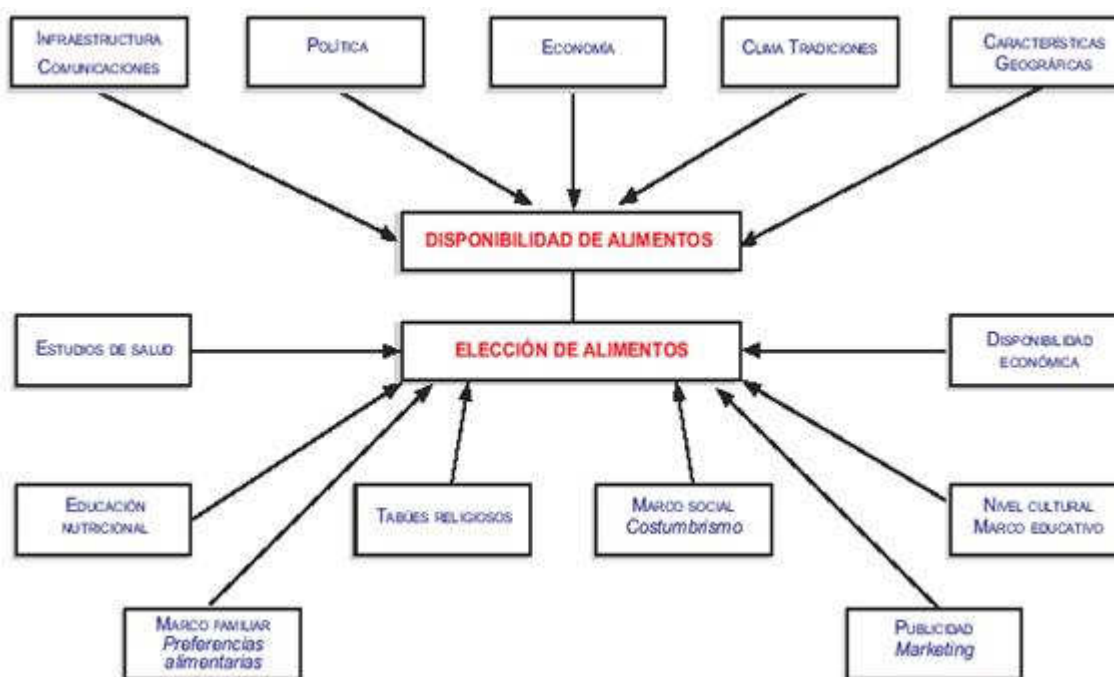 INFRAESTRUCTURA
COMUNICACIONES
POLÍTICA
ECONOMÍA
CLIMA TRADICIONES
CARACTERÍSTICAS
GEOGRÁFICAS
DISPONIBILIDAD DE ALIMENTOS
ELECCIÓN DE ALIMENTOS
ESTUDIOS DE SALUD
DISPONIBILIDAD
ECONÓMICA
EDUCACIÓN
NUTRICIONAL
TABÚES RELIGIOSOS
MARCO SOCIAL
Costumbrismo
NIVEL CULTURAL
MARCO EDUCATIVO
MARCO FAMILIAR
Preferencias
alimentarias
PUBLICIDAD
Marketing